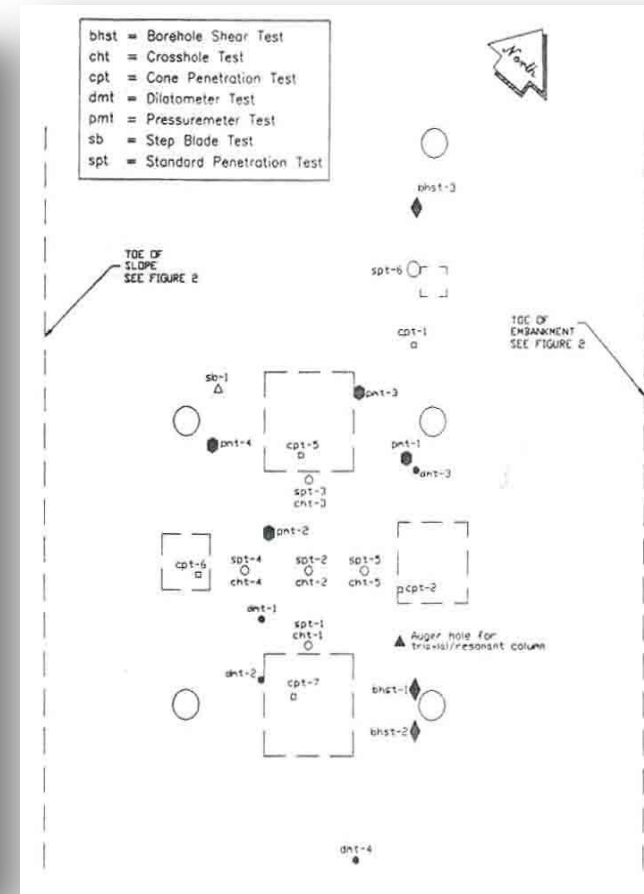 bhst = Borehole Shear Test
cht = Crosshole Test
cpt = Cone Penetration Test
dmt = Dilatometer Test
pmt = Pressuremeter Test
sb = Step Blade Test
spt = Standard Penetration Test
North
bhst-3
TOE OF
SLOPE
SEE FIGURE 2
spt-6
cpt-1
TOE OF
EMBANKMENT
SEE FIGURE 2
sb-1
pmt-3
pmt-4
cpt-5
pmt-1
dmt-3
spt-3
cht-3
pmt-2
cpt-6
spt-4
cht-4
spt-2
cht-2
spt-5
cht-5
cpt-2
dmt-1
spt-1
cht-1
Auger hole for
triaxial/resonant column
dmt-2
cpt-7
bhst-1
bhst-2
dmt-4